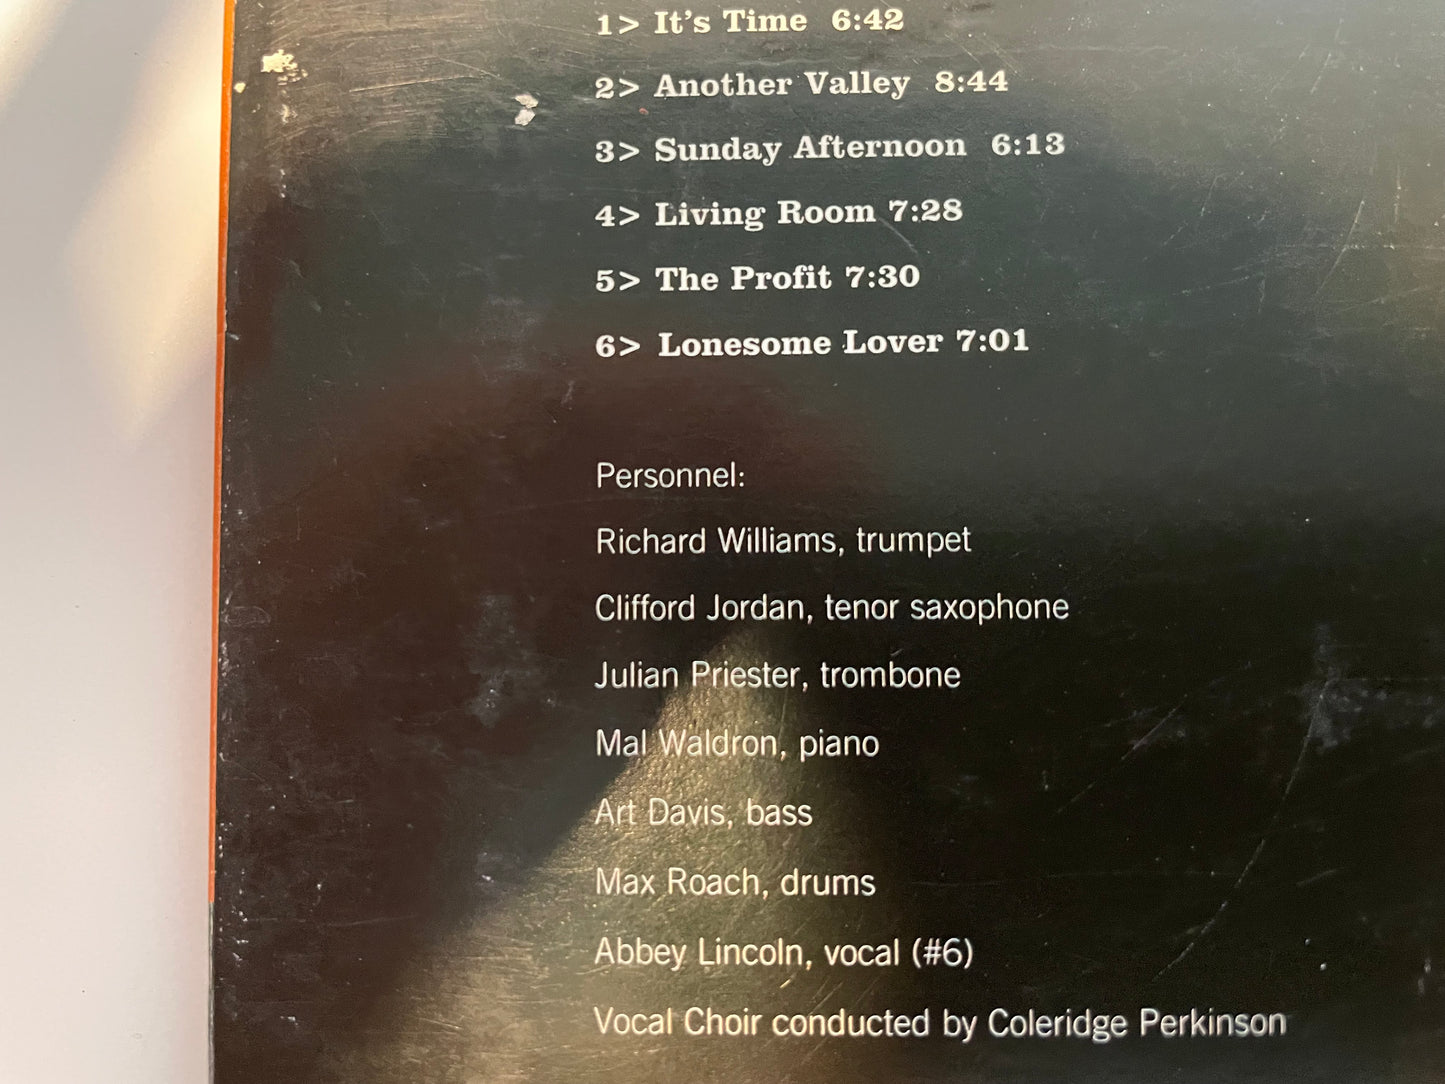 1> It's Time 6:42
2> Another Valley 8:44
3> Sunday Afternoon 6:13
4> Living Room 7:28
5> The Profit 7:30
6> Lonesome Lover 7:01
Personnel:
Richard Williams, trumpet
Clifford Jordan, tenor saxophone
Julian Priester, trombone
Mal Waldron, piano
Art Davis, bass
Max Roach, drums
Abbey Lincoln, vocal (#6)
Vocal Choir conducted by Coleridge Perkinson